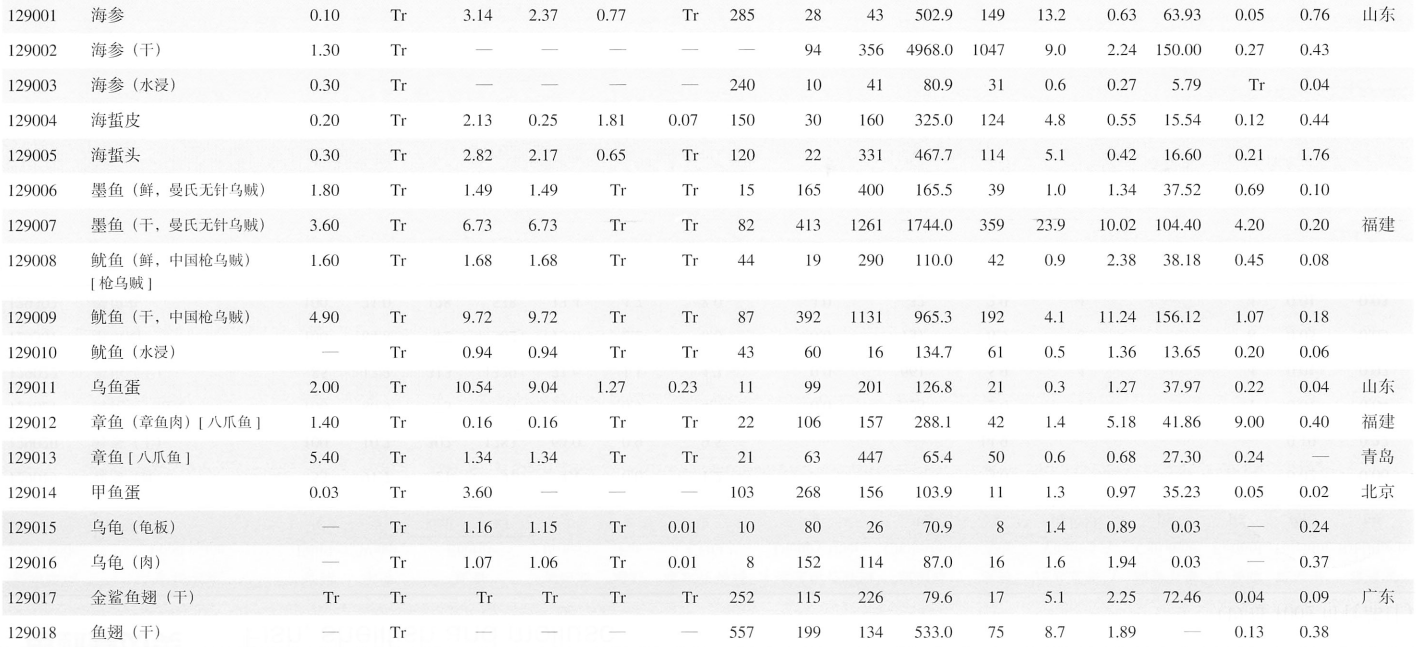 129001 海参 0.10 Tr 3.14 2.37 0.77 Tr 285 28 43 502.9 149 13.2 0.63 63.93 0.05 0.76 山东
129002 海参（干） 1.30 Tr — — — — — 94 356 4968.0 1047 9.0 2.24 150.00 0.27 0.43
129003 海参（水浸） 0.30 Tr — — — — 240 10 41 80.9 31 0.6 0.27 5.79 Tr 0.04
129004 海蜇皮 0.20 Tr 2.13 0.25 1.81 0.07 150 30 160 325.0 124 4.8 0.55 15.54 0.12 0.44
129005 海蜇头 0.30 Tr 2.82 2.17 0.65 Tr 120 22 331 467.7 114 5.1 0.42 16.60 0.21 1.76
129006 墨鱼（鲜，曼氏无针乌贼） 1.80 Tr 1.49 1.49 Tr Tr 15 165 400 165.5 39 1.0 1.34 37.52 0.69 0.10
129007 墨鱼（干，曼氏无针乌贼） 3.60 Tr 6.73 6.73 Tr Tr 82 413 1261 1744.0 359 23.9 10.02 104.40 4.20 0.20 福建
129008 鱿鱼（鲜，中国枪乌贼） 1.60 Tr 1.68 1.68 Tr Tr 44 19 290 110.0 42 0.9 2.38 38.18 0.45 0.08
[ 枪乌贼 ]
129009 鱿鱼（干，中国枪乌贼） 4.90 Tr 9.72 9.72 Tr Tr 87 392 1131 965.3 192 4.1 11.24 156.12 1.07 0.18
129010 鱿鱼（水浸） — Tr 0.94 0.94 Tr Tr 43 60 16 134.7 61 0.5 1.36 13.65 0.20 0.06
129011 乌鱼蛋 2.00 Tr 10.54 9.04 1.27 0.23 11 99 201 126.8 21 0.3 1.27 37.97 0.22 0.04 山东
129012 章鱼（章鱼肉）[ 八爪鱼 ] 1.40 Tr 0.16 0.16 Tr Tr 22 106 157 288.1 42 1.4 5.18 41.86 9.00 0.40 福建
129013 章鱼 [ 八爪鱼 ] 5.40 Tr 1.34 1.34 Tr Tr 21 63 447 65.4 50 0.6 0.68 27.30 0.24 — 青岛
129014 甲鱼蛋 0.03 Tr 3.60 — — — 103 268 156 103.9 11 1.3 0.97 35.23 0.05 0.02 北京
129015 乌龟（龟板） — Tr 1.16 1.15 Tr 0.01 10 80 26 70.9 8 1.4 0.89 0.03 — 0.24
129016 乌龟（肉） — Tr 1.07 1.06 Tr 0.01 8 152 114 87.0 16 1.6 1.94 0.03 — 0.37
129017 金鲨鱼翅（干） Tr Tr Tr Tr Tr Tr 252 115 226 79.6 17 5.1 2.25 72.46 0.04 0.09 广东
129018 鱼翅（干） — Tr — — — — 557 199 134 533.0 75 8.7 1.89 — 0.13 0.38